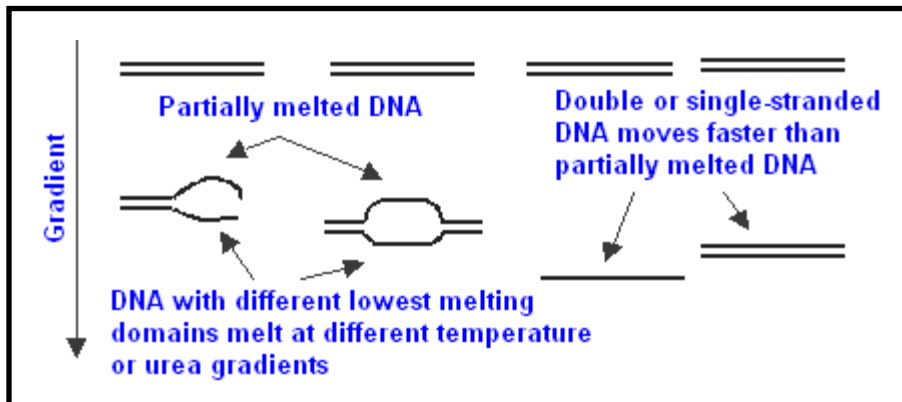 Gradient
Partially melted DNA
Double or single-stranded
DNA moves faster than
partially melted DNA
DNA with different lowest melting
domains melt at different temperature
or urea gradients